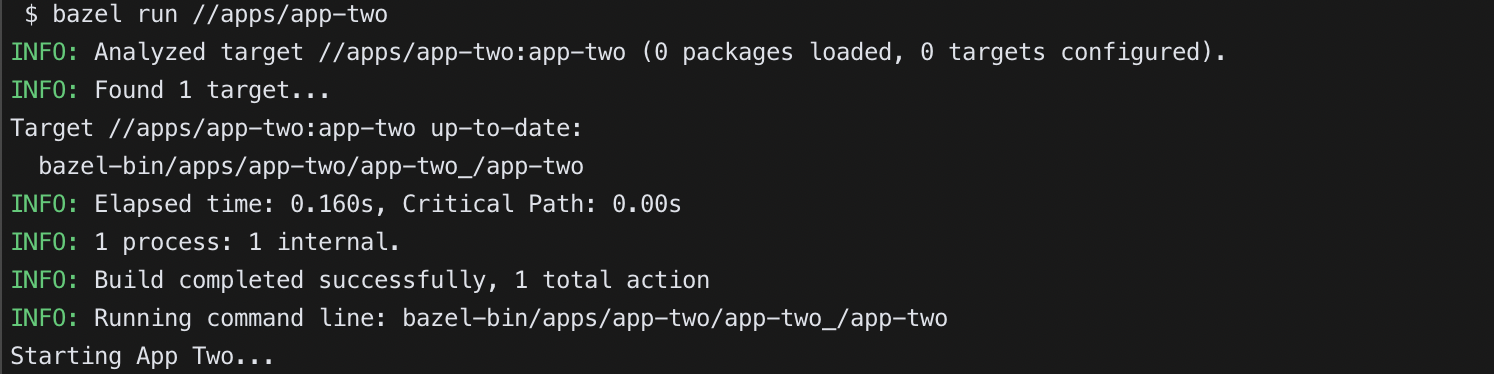 $ bazel run //apps/app-two
INFO: Analyzed target //apps/app-two:app-two (0 packages loaded, 0 targets configured).
INFO: Found 1 target...
Target //apps/app-two:app-two up-to-date:
  bazel-bin/apps/app-two/app-two_/app-two
INFO: Elapsed time: 0.160s, Critical Path: 0.00s
INFO: 1 process: 1 internal.
INFO: Build completed successfully, 1 total action
INFO: Running command line: bazel-bin/apps/app-two/app-two_/app-two
Starting App Two...